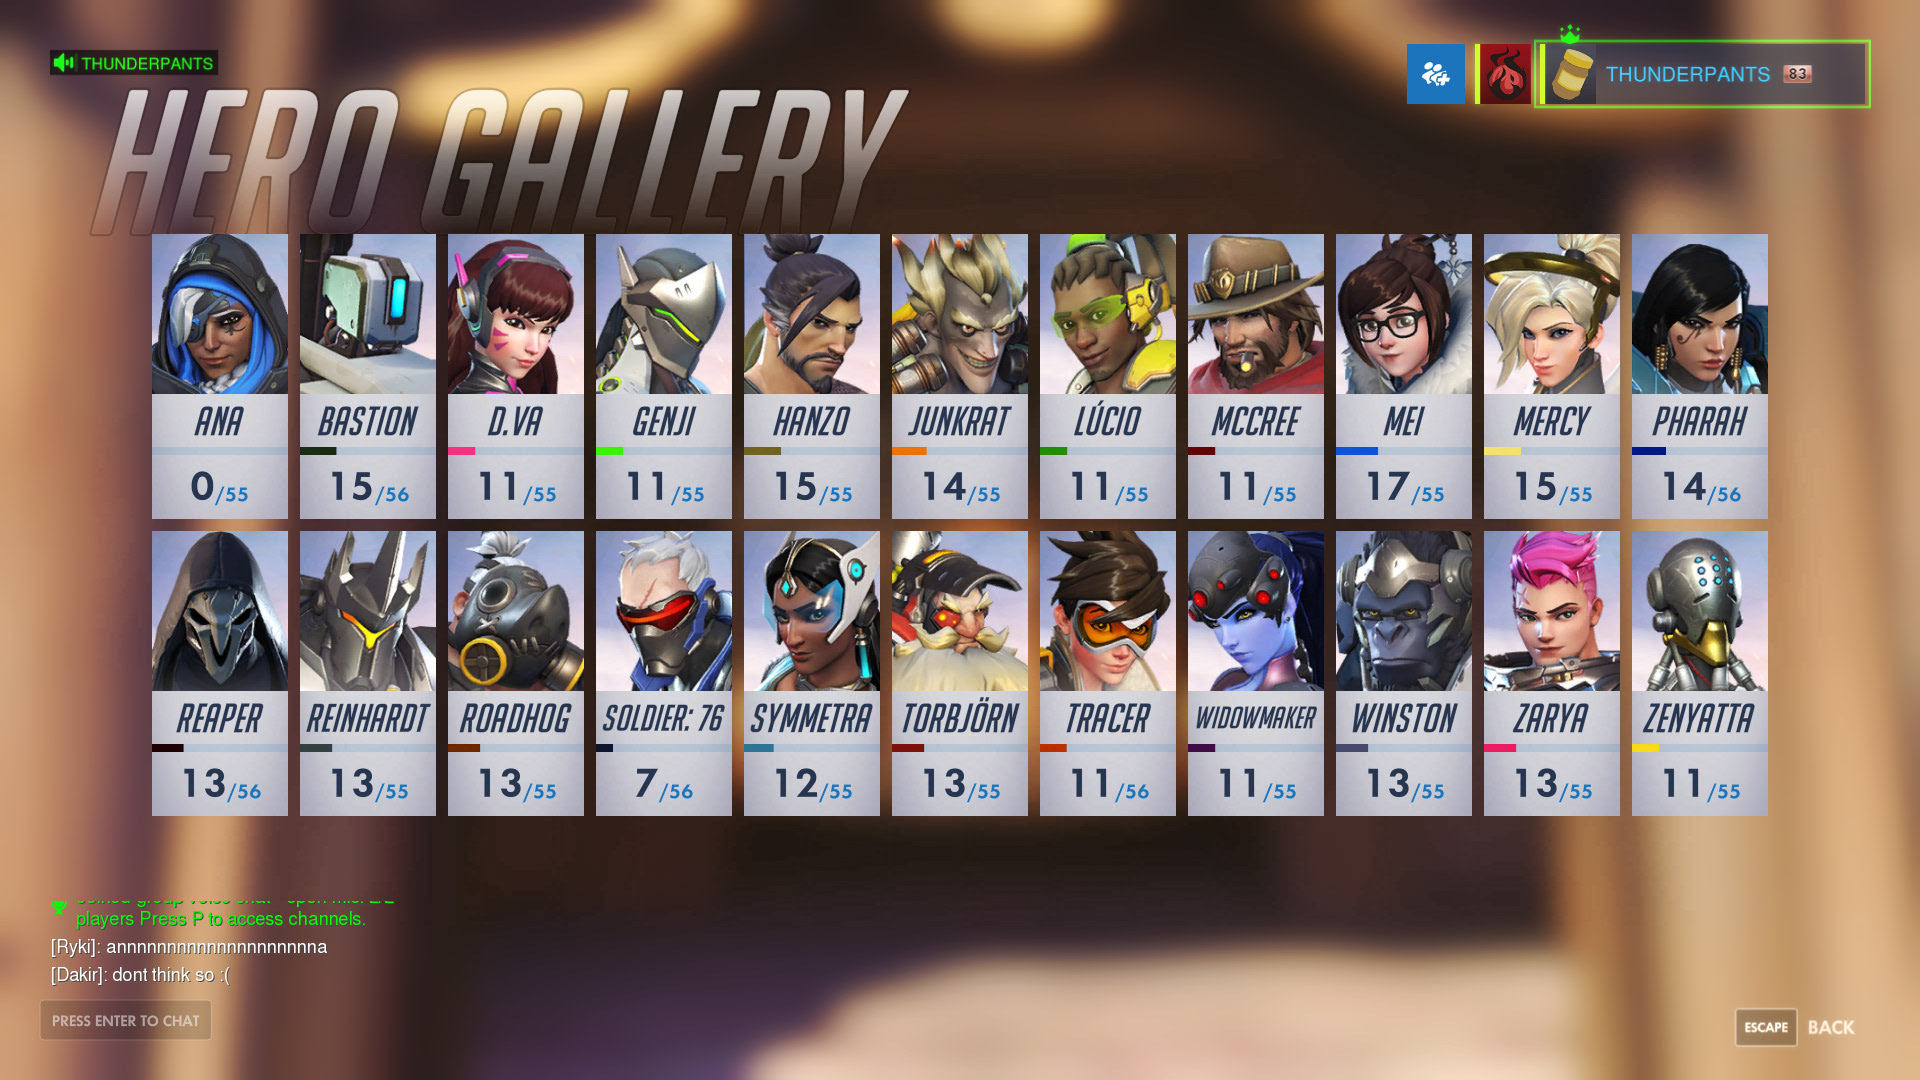 THUNDERPANTS
THUNDERPANTS 83
HERO GALLERY
ANA BASTION D.VA GENJI HANZO JUNKRAT LÚCIO MCCREE MEI MERCY PHARAH
0/55 15/56 11/55 11/55 15/55 14/55 11/55 11/55 17/55 15/55 14/56
REAPER REINHARDT ROADHOG SOLDIER: 76 SYMMETRA TORBJÖRN TRACER WIDOWMAKER WINSTON ZARYA ZENYATTA
13/56 13/55 13/55 7/56 12/55 13/55 11/56 11/55 13/55 13/55 11/55
players Press P to access channels.
[Ryki]: annnnnnnnnnnnnnnnnnnnna
[Dakir]: dont think so :(
PRESS ENTER TO CHAT
ESCAPE BACK